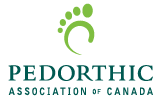 PEDORTHIC
ASSOCIATION OF CANADA